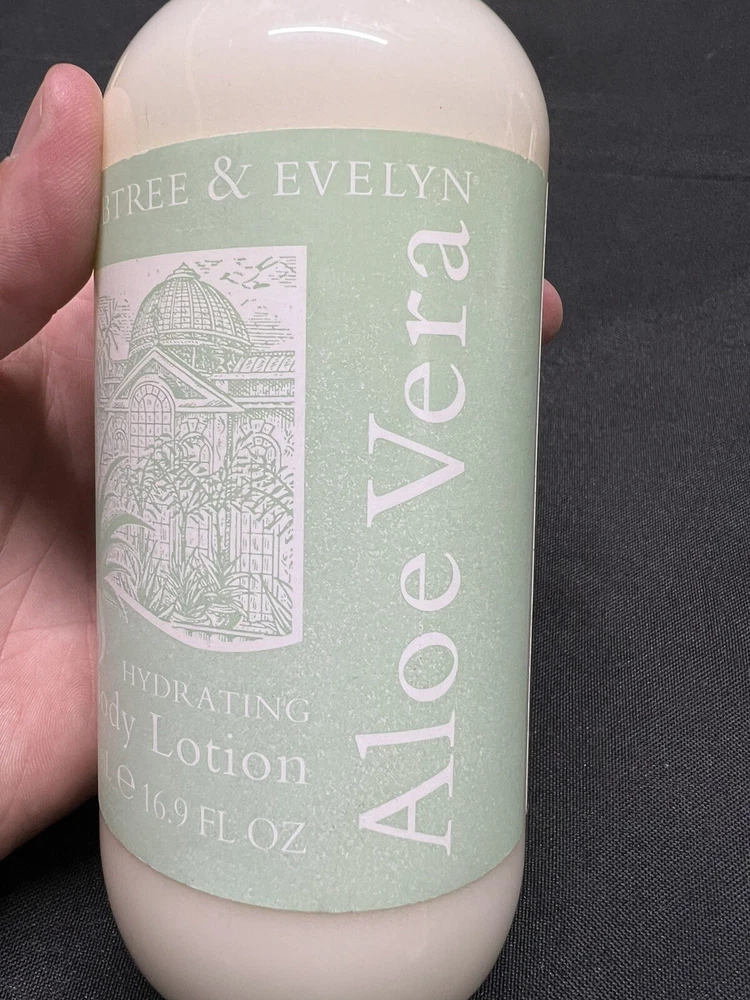 BTREE & EVELYN®
Aloe Vera
HYDRATING
ody Lotion
L ℮ 16.9 FL OZ